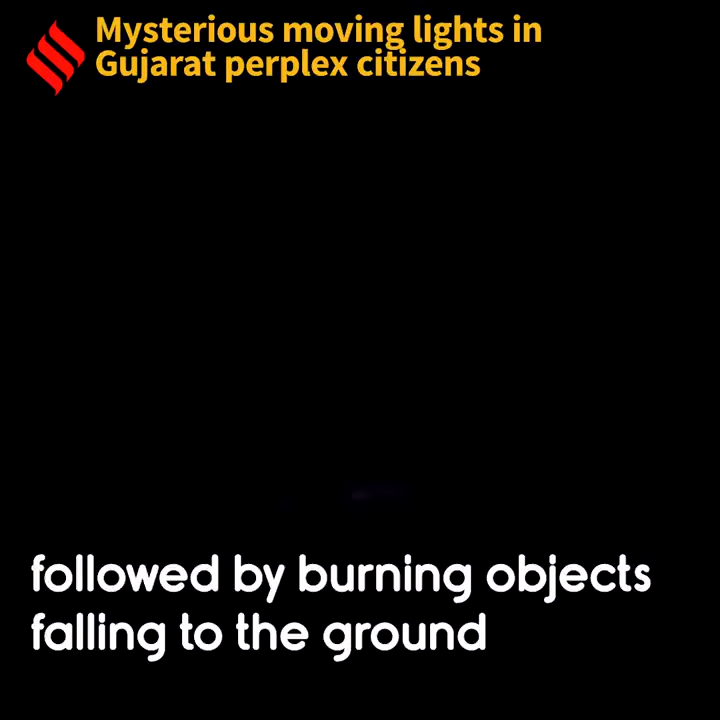 Mysterious moving lights in
Gujarat perplex citizens
followed by burning objects
falling to the ground